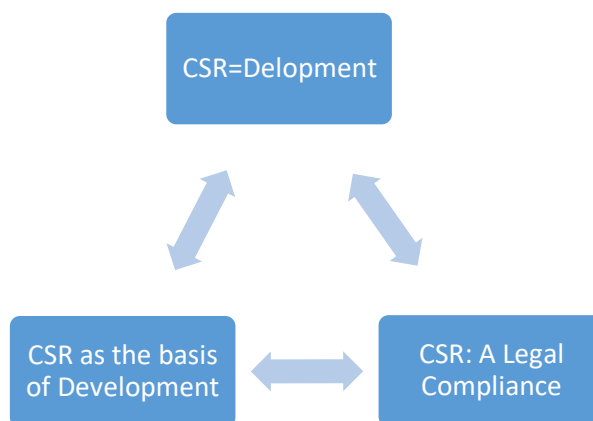 CSR=Delopment
CSR as the basis
of Development
CSR: A Legal
Compliance